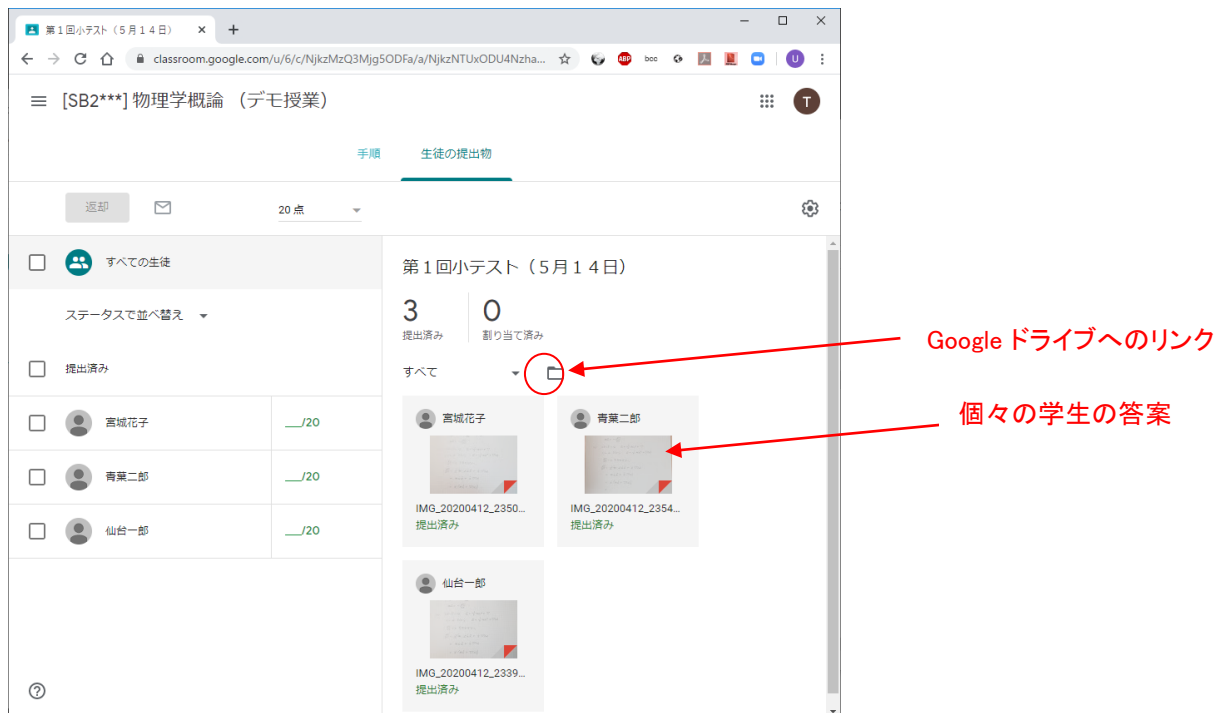 第１回小テスト（５月１４日）
classroom.google.com/u/6/c/NjkzMzQ3Mjg5ODFa/a/NjkzNTUxODU4Nzha...
ABP
boc
U
[SB2***] 物理学概論 （デモ授業）
T
手順
生徒の提出物
返却
20 点
すべての生徒
ステータスで並べ替え
提出済み
宮城花子
__/20
青葉二郎
__/20
仙台一郎
__/20
第１回小テスト（５月１４日）
3
提出済み
0
割り当て済み
すべて
宮城花子
IMG_20200412_2350...
提出済み
青葉二郎
IMG_20200412_2354...
提出済み
仙台一郎
IMG_20200412_2339...
提出済み
Google ドライブへのリンク
個々の学生の答案